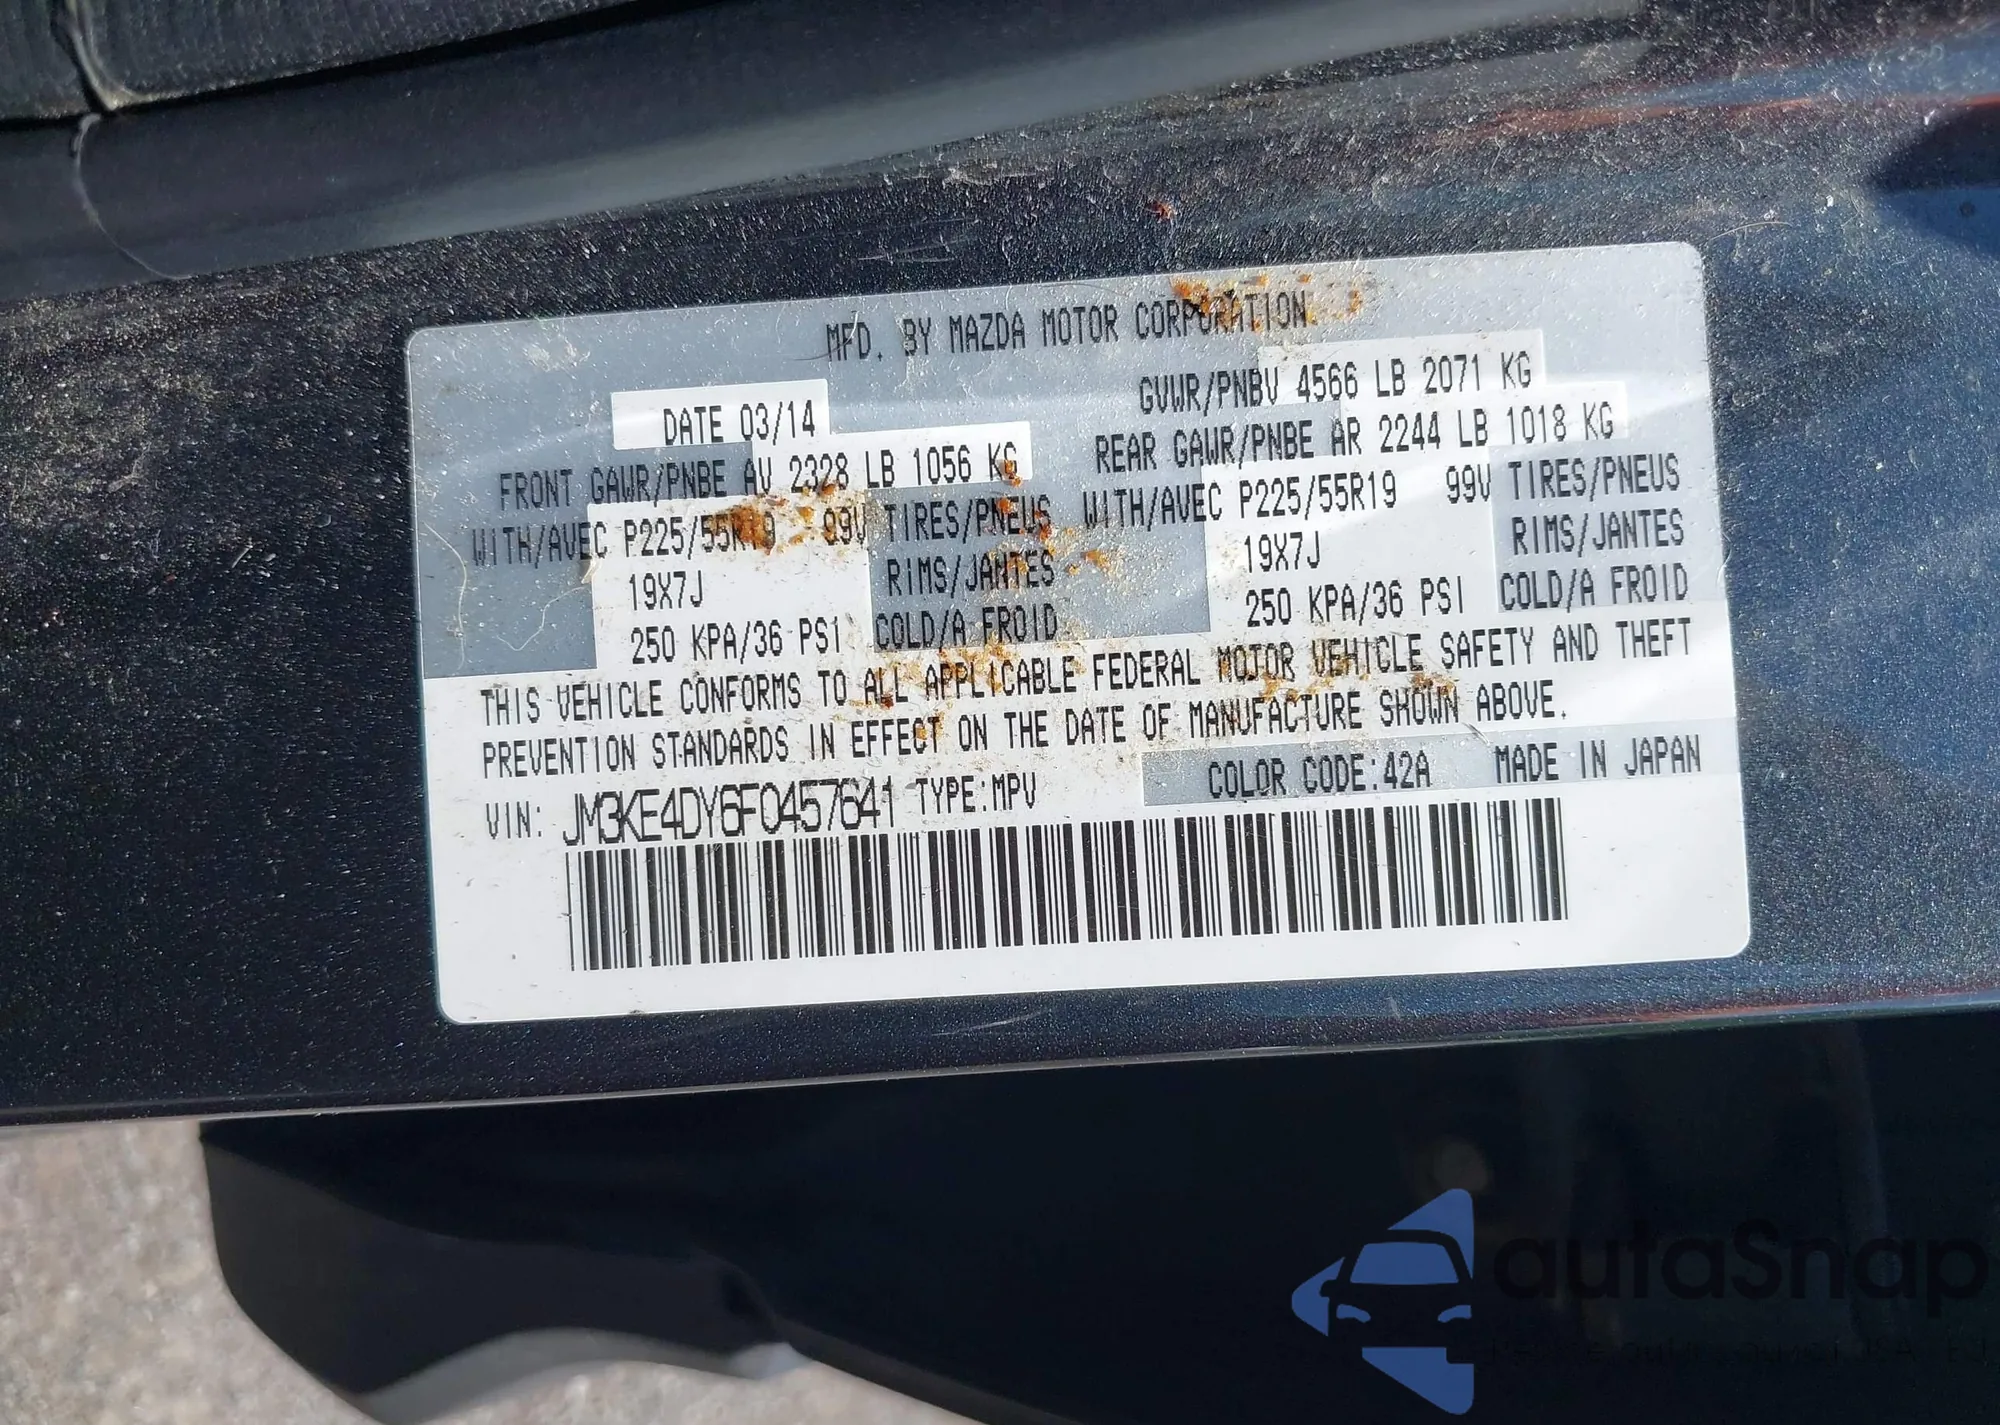 MFD. BY MAZDA MOTOR CORPORATION.
DATE 03/14
GVWR/PNBV 4566 LB 2071 KG
FRONT GAWR/PNBE AV 2328 LB 1056 KG
REAR GAWR/PNBE AR 2244 LB 1018 KG
WITH/AVEC P225/55R19 99V TIRES/PNEUS
WITH/AVEC P225/55R19 99V TIRES/PNEUS
19X7J RIMS/JANTES
19X7J RIMS/JANTES
250 KPA/36 PSI COLD/A FROID
250 KPA/36 PSI COLD/A FROID
THIS VEHICLE CONFORMS TO ALL APPLICABLE FEDERAL MOTOR VEHICLE SAFETY AND THEFT
PREVENTION STANDARDS IN EFFECT ON THE DATE OF MANUFACTURE SHOWN ABOVE.
COLOR CODE:42A MADE IN JAPAN
VIN: JM3KE4DY6F0457641 TYPE:MPV
autaSnap